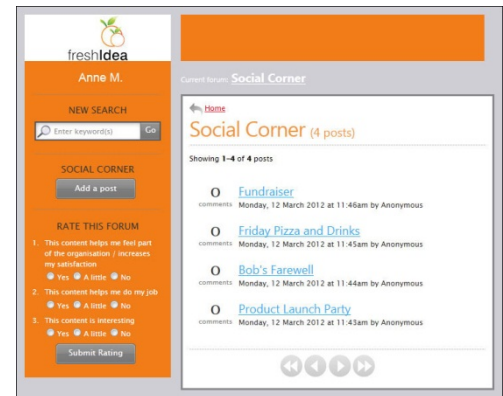 freshIdea
Anne M.
NEW SEARCH
Enter keyword(s) Go
SOCIAL CORNER
Add a post
RATE THIS FORUM
1. This content helps me feel part
of the organisation / increases
my satisfaction
Yes A little No
2. This content helps me do my job
Yes A little No
3. This content is interesting
Yes A little No
Submit Rating
Current forum: Social Corner
Home
Social Corner (4 posts)
Showing 1-4 of 4 posts
0 comments Fundraiser
Monday, 12 March 2012 at 11:46am by Anonymous
0 comments Friday Pizza and Drinks
Monday, 12 March 2012 at 11:45am by Anonymous
0 comments Bob's Farewell
Monday, 12 March 2012 at 11:44am by Anonymous
0 comments Product Launch Party
Monday, 12 March 2012 at 11:43am by Anonymous